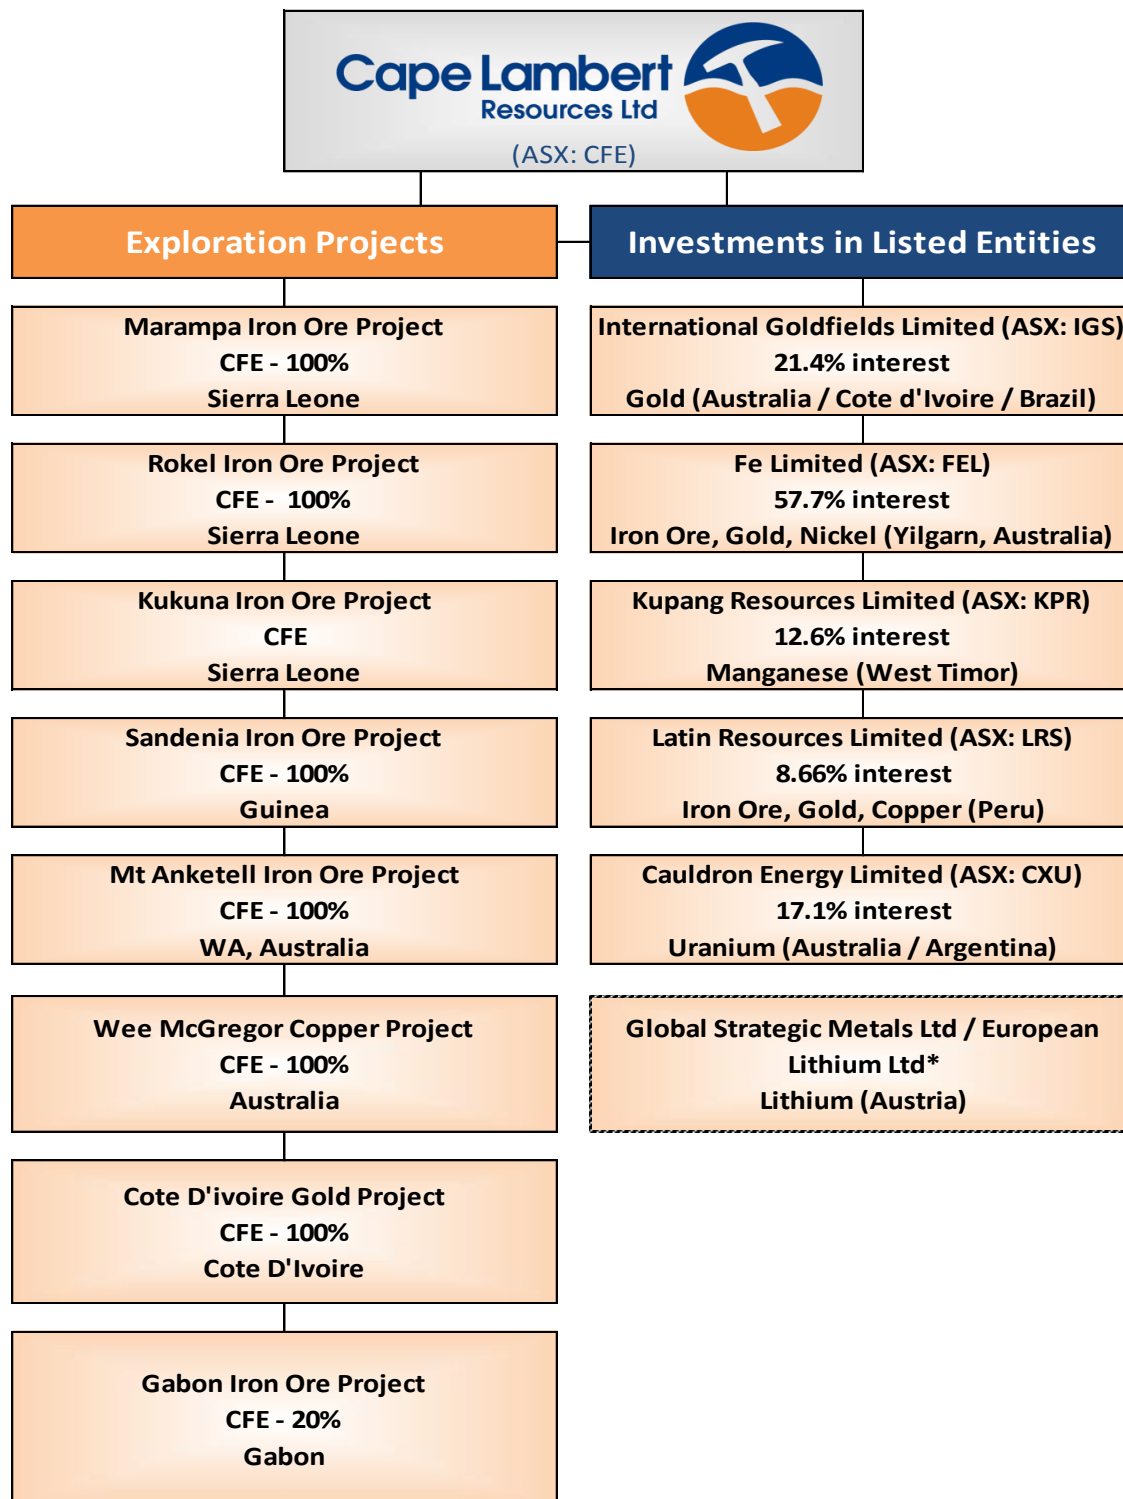 Cape Lambert
Resources Ltd
(ASX: CFE)
Exploration Projects
Marampa Iron Ore Project
CFE - 100%
Sierra Leone
Rokel Iron Ore Project
CFE -  100%
Sierra Leone
Kukuna Iron Ore Project
CFE
Sierra Leone
Sandenia Iron Ore Project
CFE - 100%
Guinea
Mt Anketell Iron Ore Project
CFE - 100%
WA, Australia
Wee McGregor Copper Project
CFE - 100%
Australia
Cote D'ivoire Gold Project
CFE - 100%
Cote D'Ivoire
Gabon Iron Ore Project
CFE - 20%
Gabon
Investments in Listed Entities
International Goldfields Limited (ASX: IGS)
21.4% interest
Gold (Australia / Cote d'Ivoire / Brazil)
Fe Limited (ASX: FEL)
57.7% interest
Iron Ore, Gold, Nickel (Yilgarn, Australia)
Kupang Resources Limited (ASX: KPR)
12.6% interest
Manganese (West Timor)
Latin Resources Limited (ASX: LRS)
8.66% interest
Iron Ore, Gold, Copper (Peru)
Cauldron Energy Limited (ASX: CXU)
17.1% interest
Uranium (Australia / Argentina)
Global Strategic Metals Ltd / European
Lithium Ltd*
Lithium (Austria)